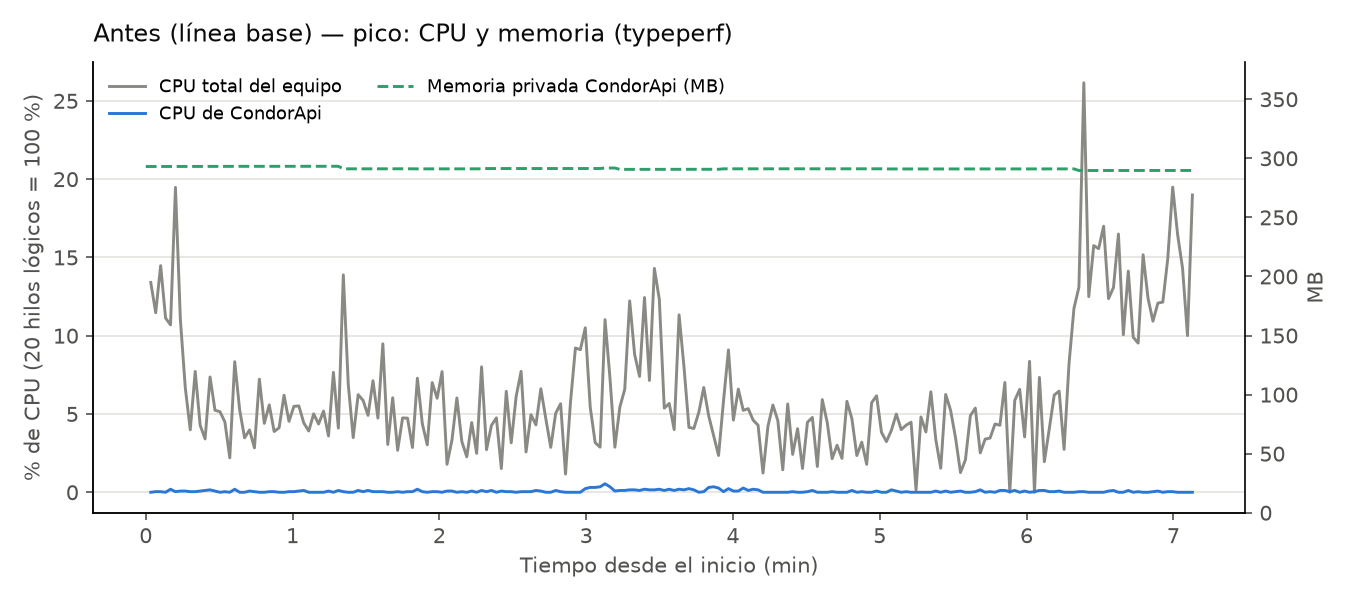 Antes (línea base) — pico: CPU y memoria (typeperf)
CPU total del equipo
Memoria privada CondorApi (MB)
CPU de CondorApi
% de CPU (20 hilos lógicos = 100 %)
25
20
15
10
5
0
350
300
250
200
150
100
50
0
MB
0 1 2 3 4 5 6 7
Tiempo desde el inicio (min)